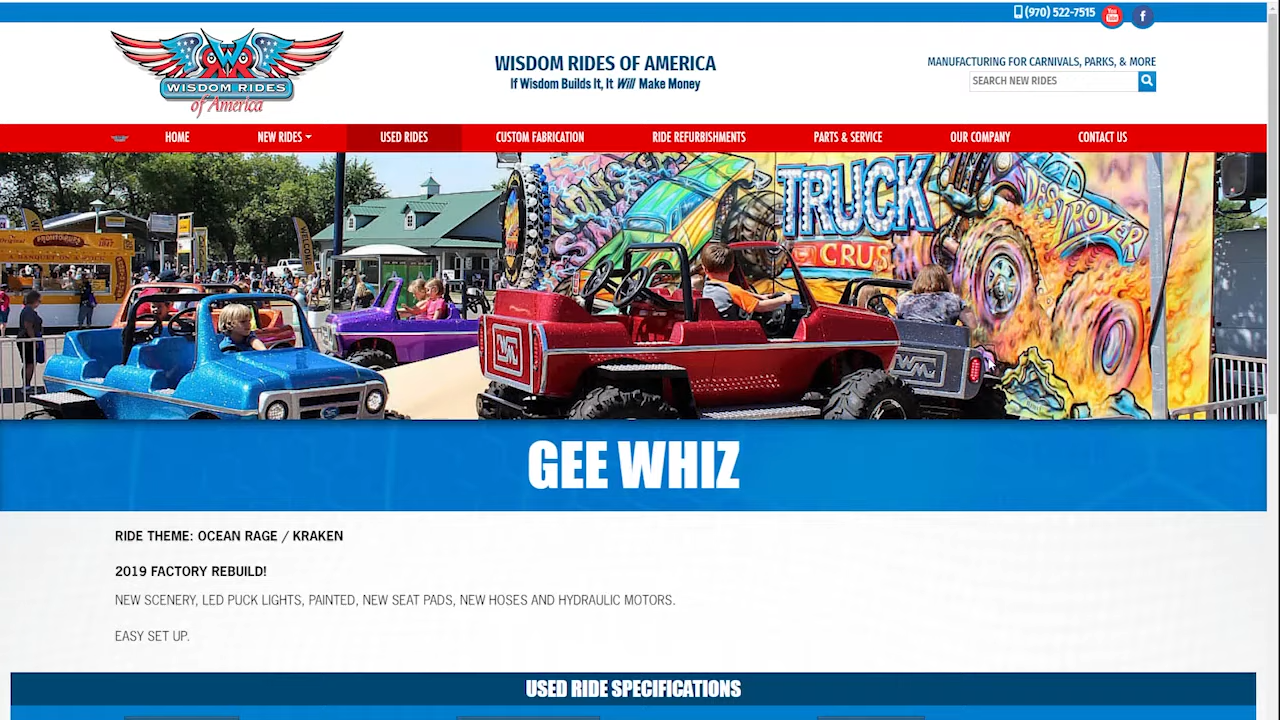 (970) 522-7515
WISDOM RIDES
of America
WISDOM RIDES OF AMERICA
If Wisdom Builds It, It Will Make Money
MANUFACTURING FOR CARNIVALS, PARKS, & MORE
SEARCH NEW RIDES
HOME
NEW RIDES
USED RIDES
CUSTOM FABRICATION
RIDE REFURBISHMENTS
PARTS & SERVICE
OUR COMPANY
CONTACT US
TRUCK
CRUS
DESTROYER
GEE WHIZ
RIDE THEME: OCEAN RAGE / KRAKEN
2019 FACTORY REBUILD!
NEW SCENERY, LED PUCK LIGHTS, PAINTED, NEW SEAT PADS, NEW HOSES AND HYDRAULIC MOTORS.
EASY SET UP.
USED RIDE SPECIFICATIONS